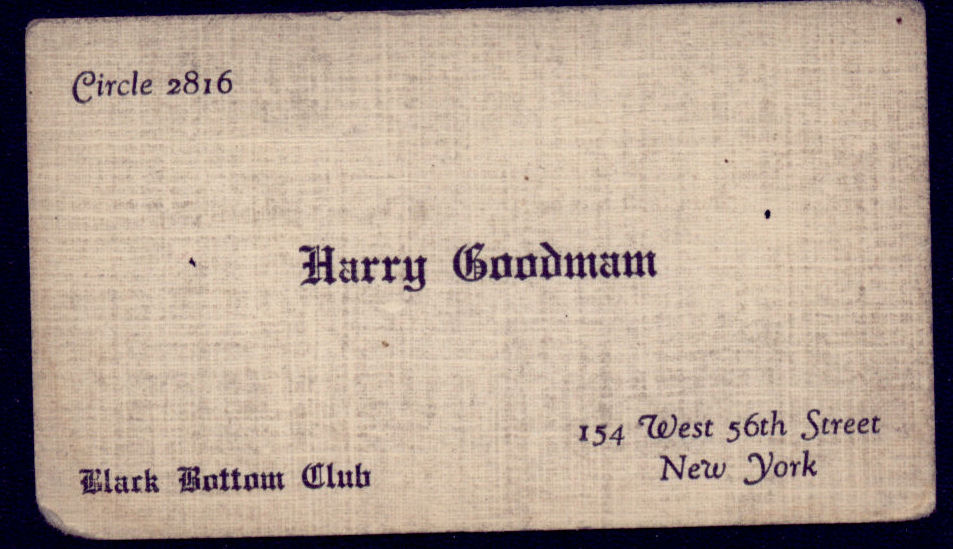 Circle 2816
Harry Goodmam
Black Bottom Club
154 West 56th Street
New York